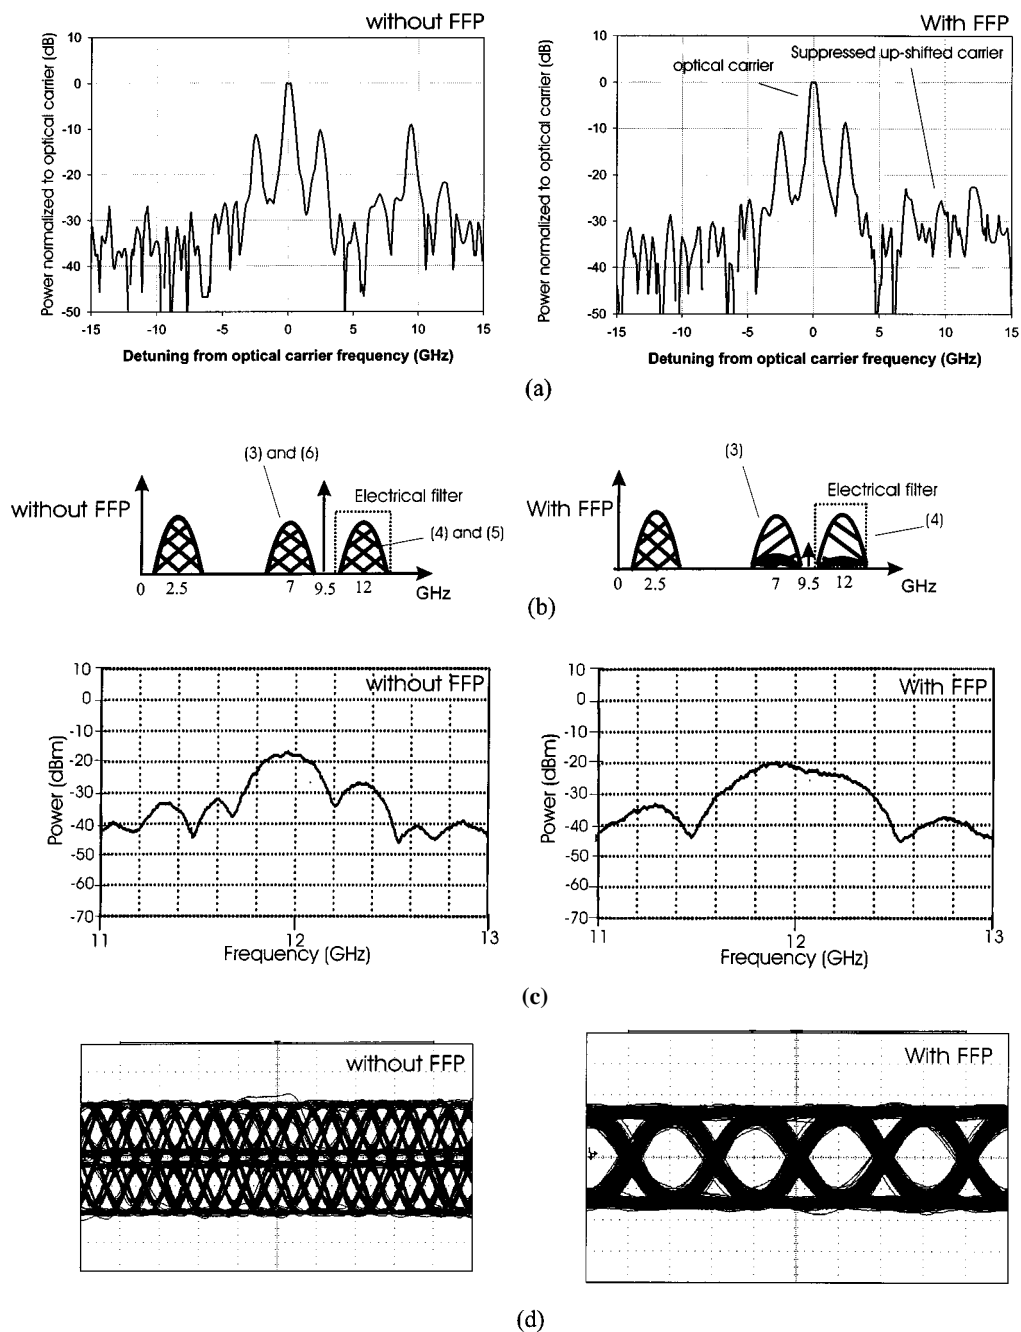 without FFP
With FFP
Power normalized to optical carrier (dB)
10
0
-10
-20
-30
-40
-50
-15
-10
-5
0
5
10
15
Detuning from optical carrier frequency (GHz)
Power normalized to optical carrier (dB)
10
0
-10
-20
-30
-40
-50
optical carrier
Suppressed up-shifted carrier
-15
-10
-5
0
5
10
15
Detuning from optical carrier frequency (GHz)
(a)
without FFP
(3) and (6)
Electrical filter
(4) and (5)
0
2.5
7
9.5
12
GHz
With FFP
(3)
Electrical filter
(4)
0
2.5
7
9.5
12
GHz
(b)
without FFP
Power (dBm)
10
0
-10
-20
-30
-40
-50
-60
-70
11
12
13
Frequency (GHz)
With FFP
Power (dBm)
10
0
-10
-20
-30
-40
-50
-60
-70
11
12
13
Frequency (GHz)
(c)
without FFP
With FFP
(d)